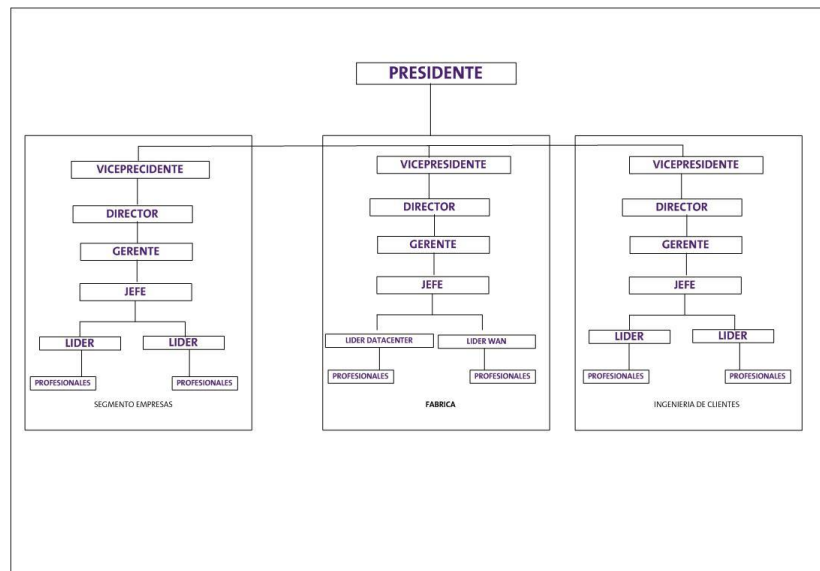 PRESIDENTE
VICEPRECIDENTE
DIRECTOR
GERENTE
JEFE
LIDER
LIDER
PROFESIONALES
PROFESIONALES
SEGMENTO EMPRESAS
VICEPRESIDENTE
DIRECTOR
GERENTE
JEFE
LIDER DATACENTER
LIDER WAN
PROFESIONALES
PROFESIONALES
FABRICA
VICEPRESIDENTE
DIRECTOR
GERENTE
JEFE
LIDER
LIDER
PROFESIONALES
PROFESIONALES
INGENIERIA DE CLIENTES